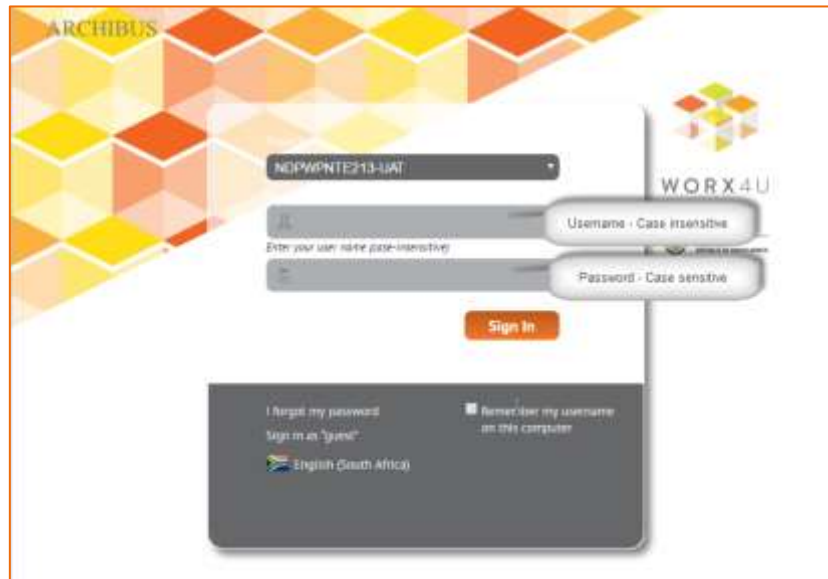 ARCHIBUS
NDPWPNTE213-UAT
WORX4U
Username - Case insensitive
Enter your user name (case-insensitive)
Password - Case sensitive
Sign In
I forgot my password
Remember my username
on this computer
Sign in as "guest"
English (South Africa)